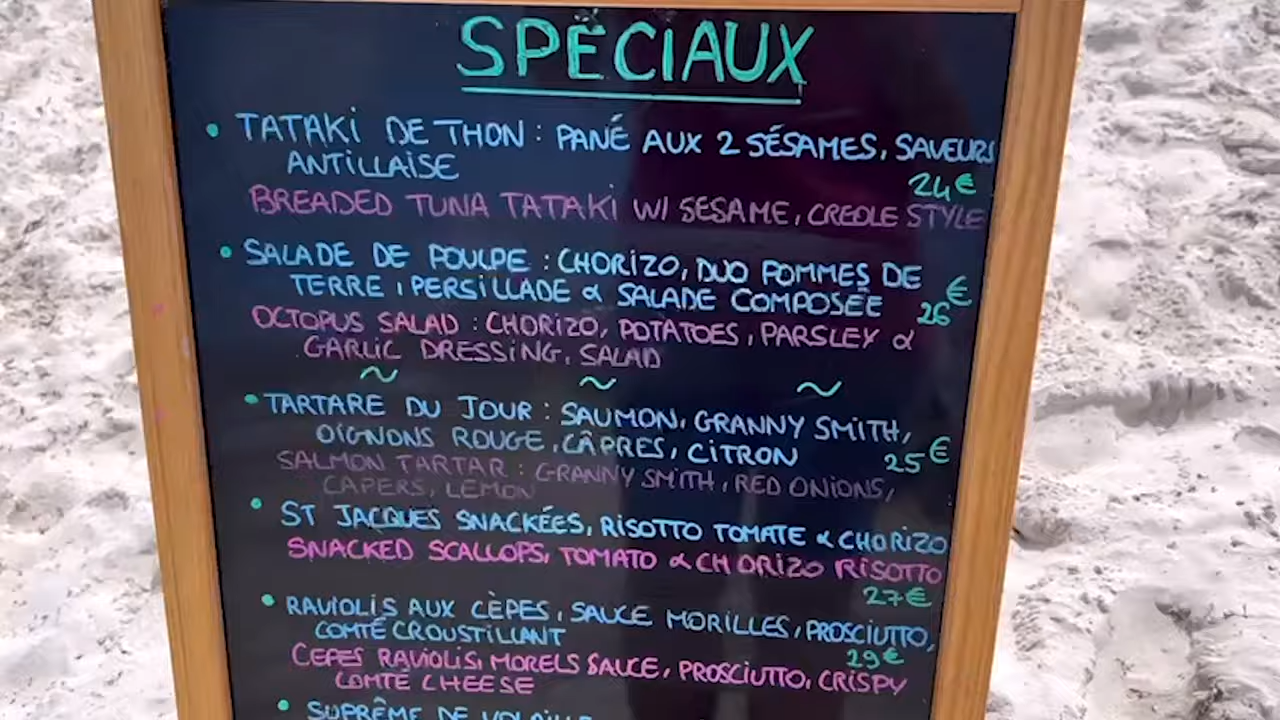 SPÉCIAUX
• TATAKI DE THON : PANÉ AUX 2 SÉSAMES, SAVEURS
ANTILLAISE
24€
BREADED TUNA TATAKI W/ SESAME, CREOLE STYLE
• SALADE DE POULPE : CHORIZO, DUO POMMES DE
TERRE, PERSILLADE & SALADE COMPOSÉE 26€
OCTOPUS SALAD : CHORIZO, POTATOES, PARSLEY &
GARLIC DRESSING, SALAD
~ ~ ~
• TARTARE DU JOUR : SAUMON, GRANNY SMITH,
OIGNONS ROUGE, CÂPRES, CITRON 25€
SALMON TARTAR : GRANNY SMITH, RED ONIONS,
CAPERS, LEMON
• ST JACQUES SNACKÉES, RISOTTO TOMATE & CHORIZO
SNACKED SCALLOPS, TOMATO & CHORIZO RISOTTO
27€
• RAVIOLIS AUX CÈPES, SAUCE MORILLES, PROSCIUTTO,
COMTÉ CROUSTILLANT 29€
CEPES RAVIOLIS, MORELS SAUCE, PROSCIUTTO, CRISPY
COMTE CHEESE
• SUPRÊME DE VOLAILLE